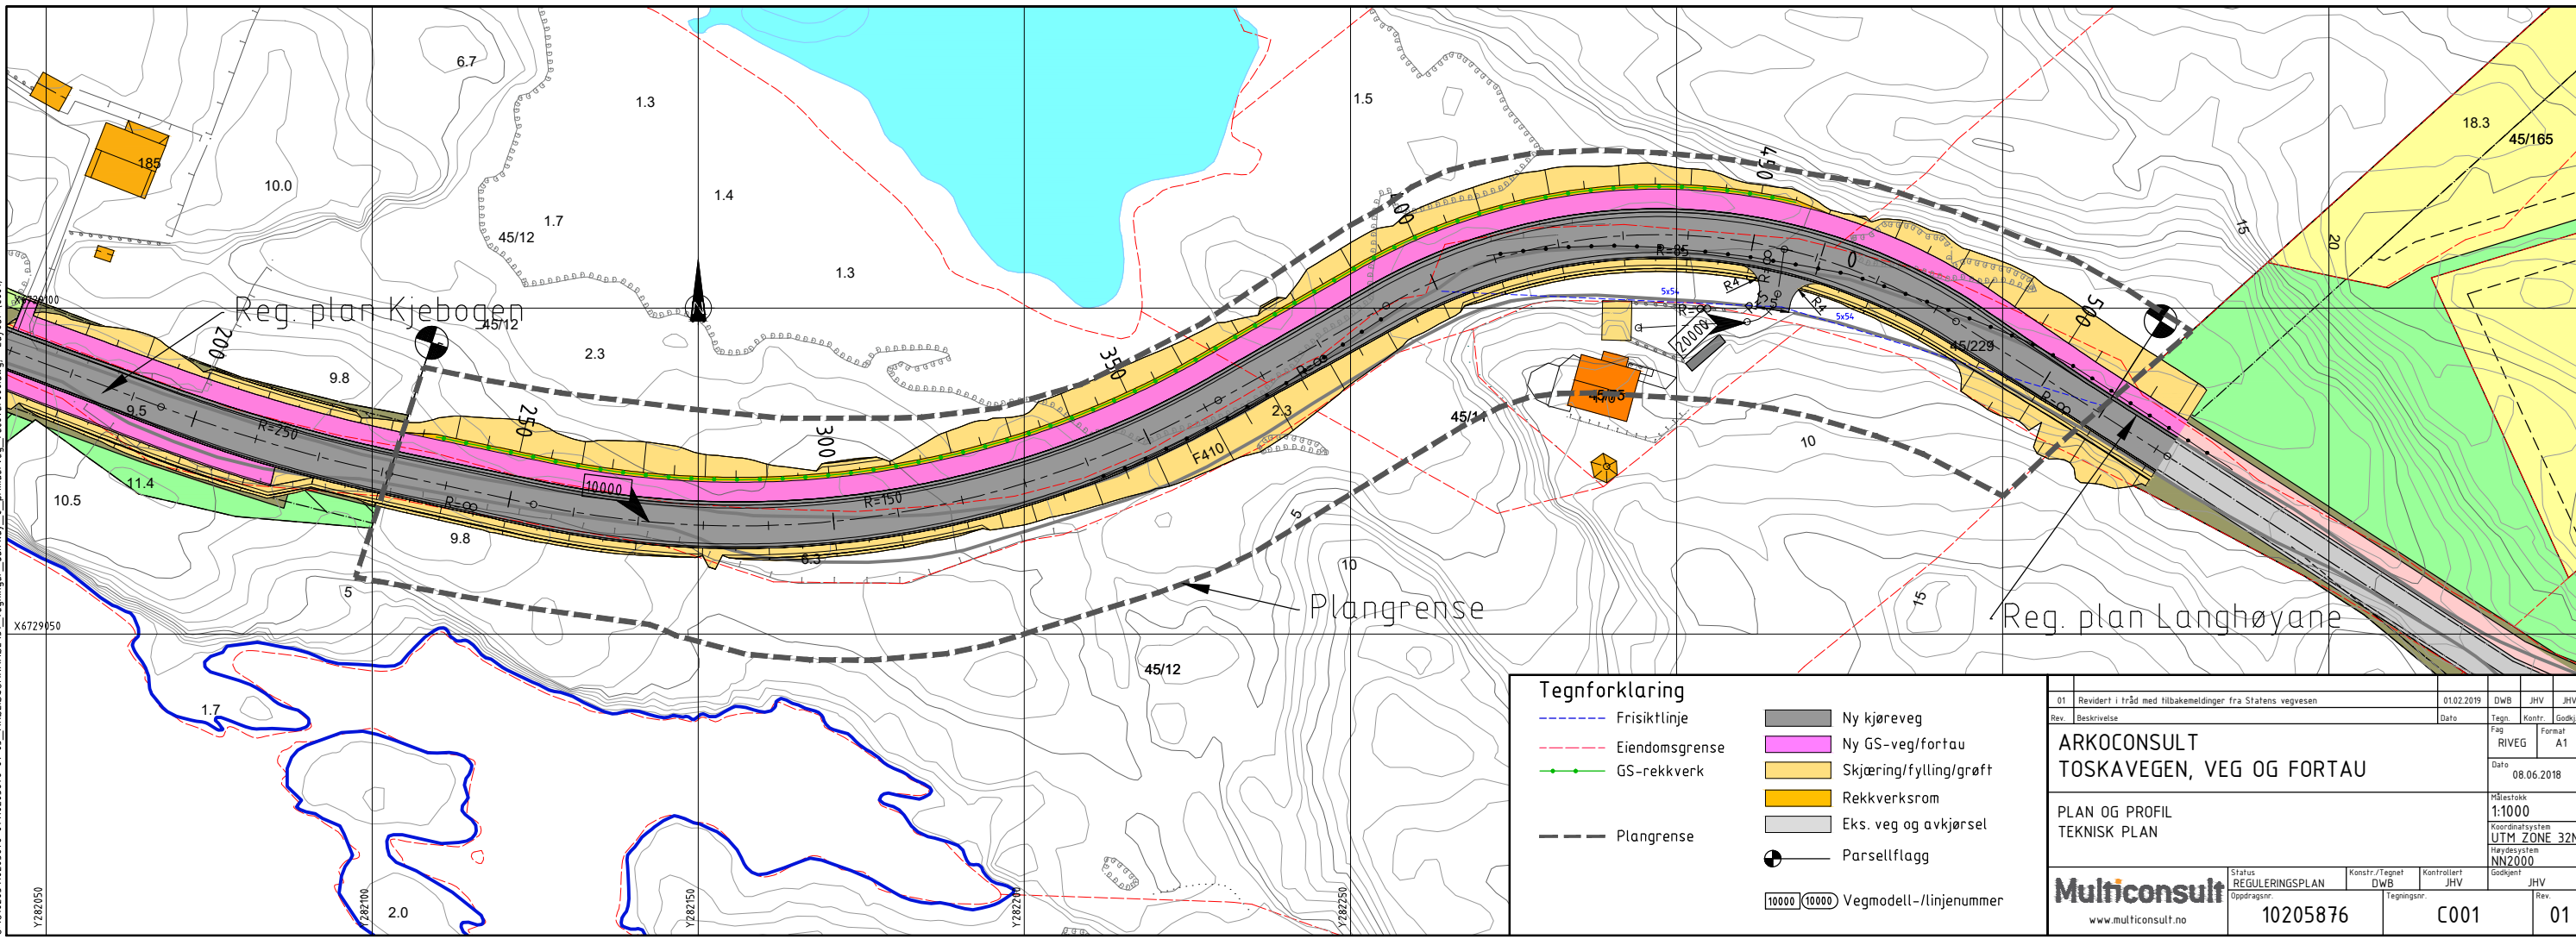 6.7
1.3
1.5
18.3
45/165
185
10.0
1.4
1.7
45/12
1.3
450
400
15
20
X6729100
Reg. plan Kjebogen
45/12
200
2.3
9.8
350
500
R=85
R4
R4
5x54
5x54
20000
45/229
9.5
R=250
250
300
2.3
45/1
F410
10
10.5
11.4
R=∞
10000
R=150
R=∞
R=∞
9.8
6.3
5
5
10
15
Plangrense
Reg. plan Langhøyane
X6729050
45/12
1.7
2.0
Y282050
Y282100
Y282150
Y282200
Y282250
Tegnforklaring
Frisiktlinje
Eiendomsgrense
GS-rekkverk
Plangrense
Ny kjøreveg
Ny GS-veg/fortau
Skjæring/fylling/grøft
Rekkverksrom
Eks. veg og avkjørsel
Parsellflagg
10000 10000 Vegmodell-/linjenummer
01 Revidert i tråd med tilbakemeldinger fra Statens vegvesen 01.02.2019 DWB JHV JHV
Rev. Beskrivelse Dato Tegn. Kontr. Godkj.
ARKOCONSULT
TOSKAVEGEN, VEG OG FORTAU
Fag
RIVEG
Format
A1
Dato
08.06.2018
PLAN OG PROFIL
TEKNISK PLAN
Målestokk
1:1000
Koordinatsystem
UTM ZONE 32N
Høydesystem
NN2000
Multiconsult
www.multiconsult.no
Status
REGULERINGSPLAN
Konstr./Tegnet
DWB
Kontrollert
JHV
Godkjent
JHV
Oppdragsnr.
10205876
Tegningsnr.
C001
Rev.
01